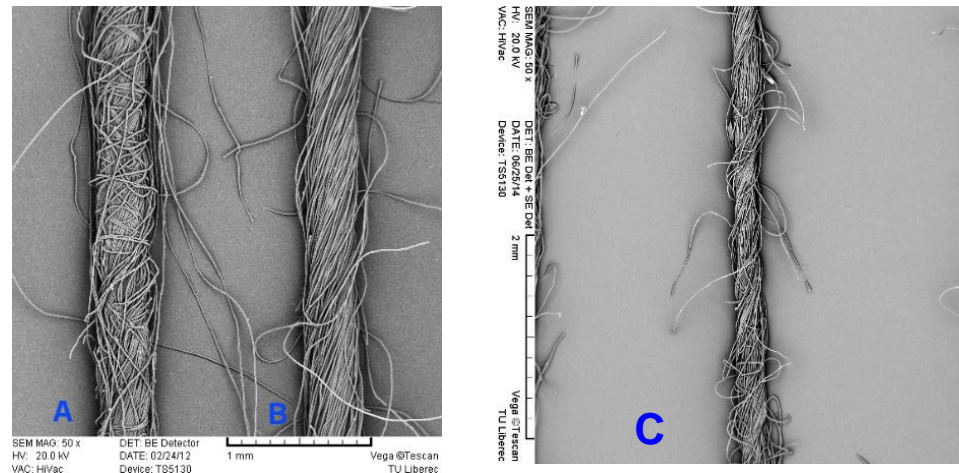 A
B
SEM MAG: 50 x DET: BE Detector
HV: 20.0 kV DATE: 02/24/12 1 mm Vega ©Tescan
VAC: HiVac Device: TS5130 TU Liberec
SEM MAG: 50 x DET: BE Det + SE Det
HV: 20.0 kV DATE: 06/25/14 2 mm Vega ©Tescan
VAC: HiVac Device: TS5130 TU Liberec
C